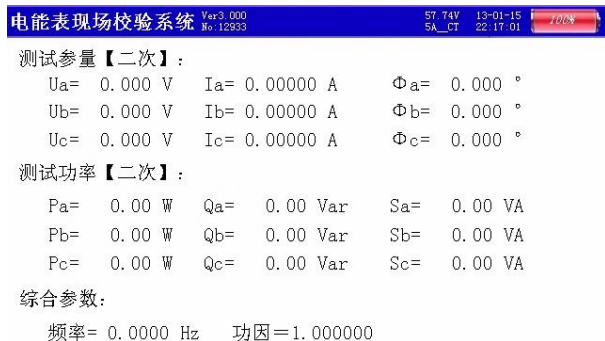 电能表现场校验系统 Ver3.000 No:12933 57.74V 5A__CT 13-01-15 22:17:01 100%
测试参量【二次】:
Ua= 0.000 V Ia= 0.00000 A Φa= 0.000 °
Ub= 0.000 V Ib= 0.00000 A Φb= 0.000 °
Uc= 0.000 V Ic= 0.00000 A Φc= 0.000 °
测试功率【二次】:
Pa= 0.00 W Qa= 0.00 Var Sa= 0.00 VA
Pb= 0.00 W Qb= 0.00 Var Sb= 0.00 VA
Pc= 0.00 W Qc= 0.00 Var Sc= 0.00 VA
综合参数:
频率= 0.0000 Hz 功因=1.000000